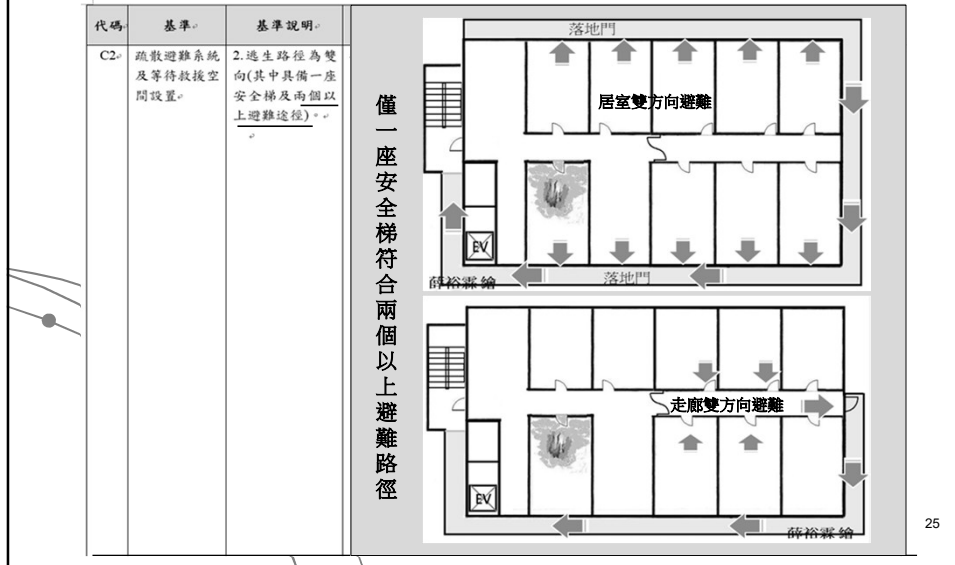 代碼
基準
基準說明
C2
疏散避難系統
及等待救援空
間設置
2.逃生路徑為雙
向(其中具備一座
安全梯及兩個以
上避難途徑)。
僅一座安全梯符合兩個以上避難路徑
落地門
居室雙方向避難
EV
薛裕霖繪
落地門
走廊雙方向避難
EV
薛裕霖繪
25